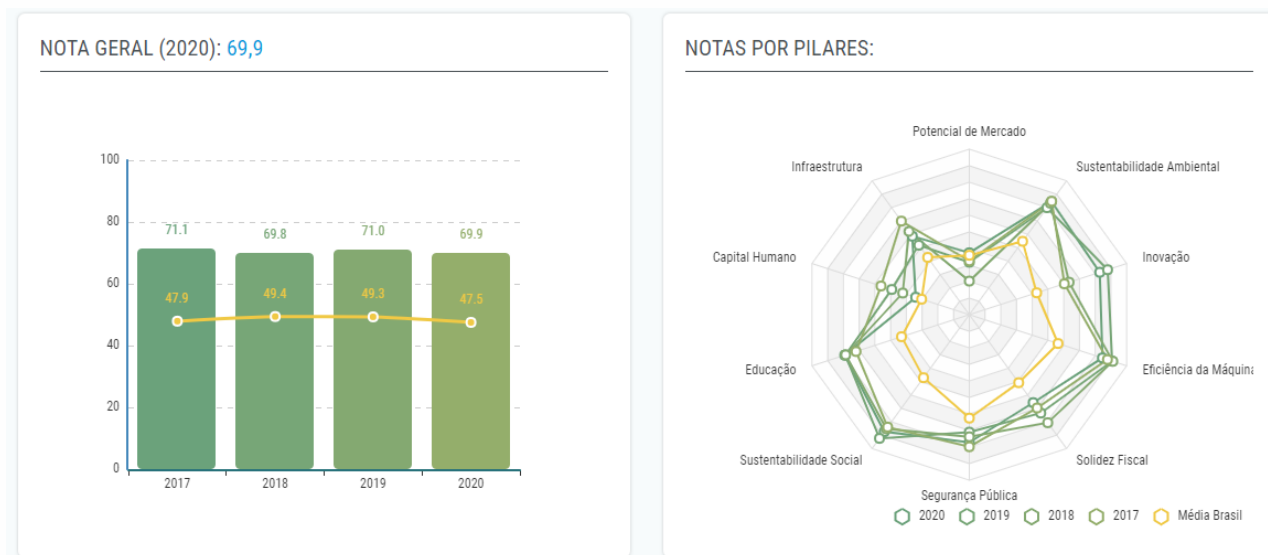 NOTA GERAL (2020): 69,9
100
80
60
40
20
0
71.1
69.8
71.0
69.9
47.9
49.4
49.3
47.5
2017
2018
2019
2020
NOTAS POR PILARES:
Potencial de Mercado
Infraestrutura
Sustentabilidade Ambiental
Capital Humano
Inovação
Educação
Eficiência da Máquina
Sustentabilidade Social
Solidez Fiscal
Segurança Pública
2020
2019
2018
2017
Média Brasil